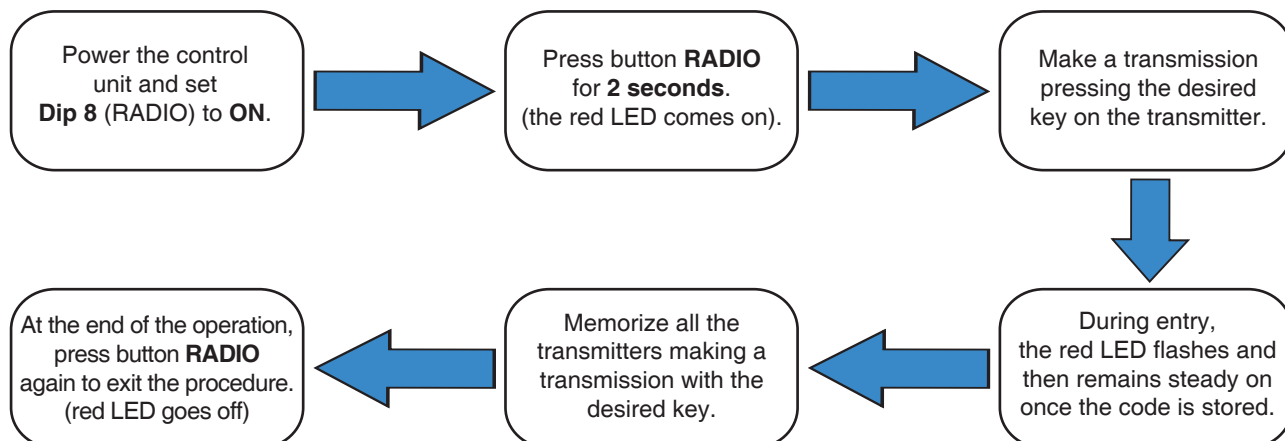 Power the control
unit and set
Dip 8 (RADIO) to ON.
Press button RADIO
for 2 seconds.
(the red LED comes on).
Make a transmission
pressing the desired
key on the transmitter.
During entry,
the red LED flashes and
then remains steady on
once the code is stored.
Memorize all the
transmitters making a
transmission with the
desired key.
At the end of the operation,
press button RADIO
again to exit the procedure.
(red LED goes off)